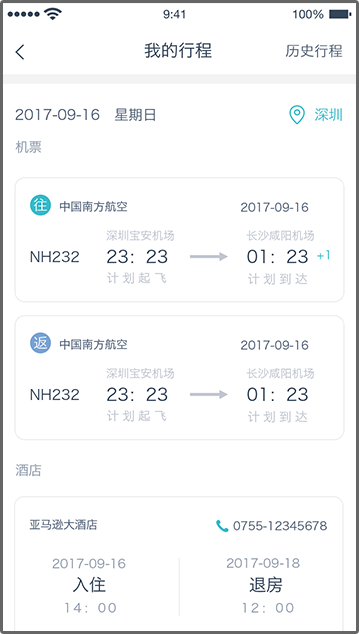 9:41 100%
我的行程 历史行程
2017-09-16 星期日 深圳
机票
往 中国南方航空 2017-09-16
深圳宝安机场 长沙咸阳机场
NH232 23：23 01：23 +1
计划起飞 计划到达
返 中国南方航空 2017-09-16
深圳宝安机场 长沙咸阳机场
NH232 23：23 01：23
计划起飞 计划到达
酒店
亚马逊大酒店 0755-12345678
2017-09-16 2017-09-18
入住 退房
14：00 12：00